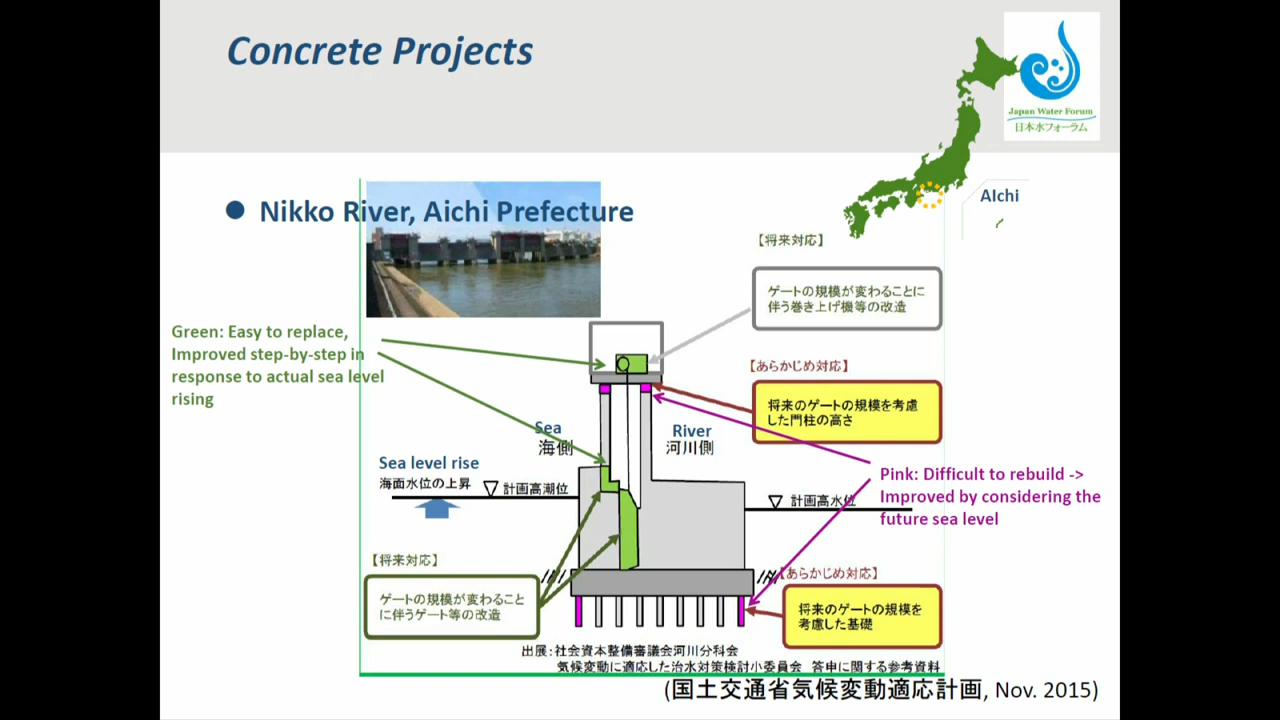 Concrete Projects
Japan Water Forum
日本水フォーラム
AIchi
● Nikko River, Aichi Prefecture
【将来対応】
ゲートの規模が変わることに
伴う巻き上げ機等の改造
Green: Easy to replace,
Improved step-by-step in
response to actual sea level
rising
【あらかじめ対応】
将来のゲートの規模を考慮
した門柱の高さ
Sea
海側
River
河川側
Sea level rise
海面水位の上昇
計画高潮位
計画高水位
Pink: Difficult to rebuild ->
Improved by considering the
future sea level
【将来対応】
ゲートの規模が変わること
に伴うゲート等の改造
【あらかじめ対応】
将来のゲートの規模を
考慮した基礎
出展：社会資本整備審議会河川分科会
気候変動に適応した治水対策検討小委員会 答申に関する参考資料
(国土交通省気候変動適応計画, Nov. 2015)